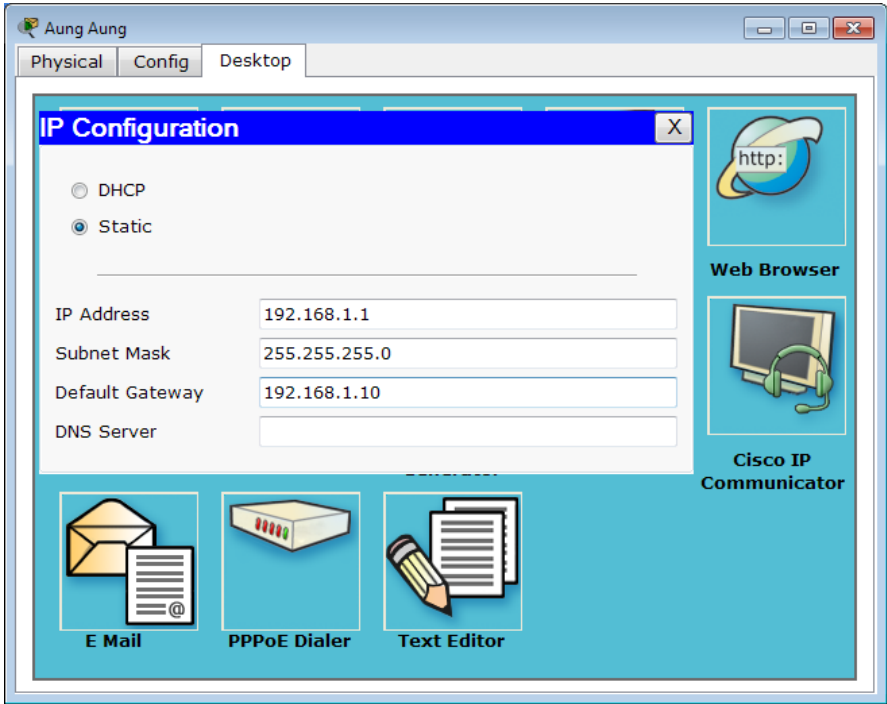 Aung Aung
Physical Config Desktop
IP Configuration X
http:
DHCP
Static
Web Browser
IP Address 192.168.1.1
Subnet Mask 255.255.255.0
Default Gateway 192.168.1.10
DNS Server
Cisco IP
Communicator
@
E Mail PPPoE Dialer Text Editor